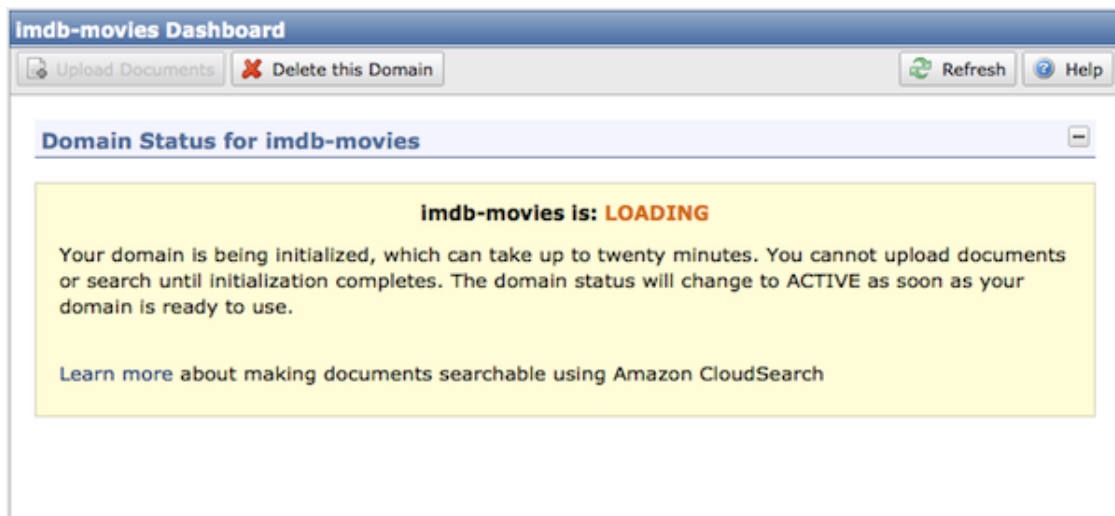 imdb-movies Dashboard
Upload Documents Delete this Domain Refresh Help
Domain Status for imdb-movies
imdb-movies is: LOADING
Your domain is being initialized, which can take up to twenty minutes. You cannot upload documents
or search until initialization completes. The domain status will change to ACTIVE as soon as your
domain is ready to use.
Learn more about making documents searchable using Amazon CloudSearch